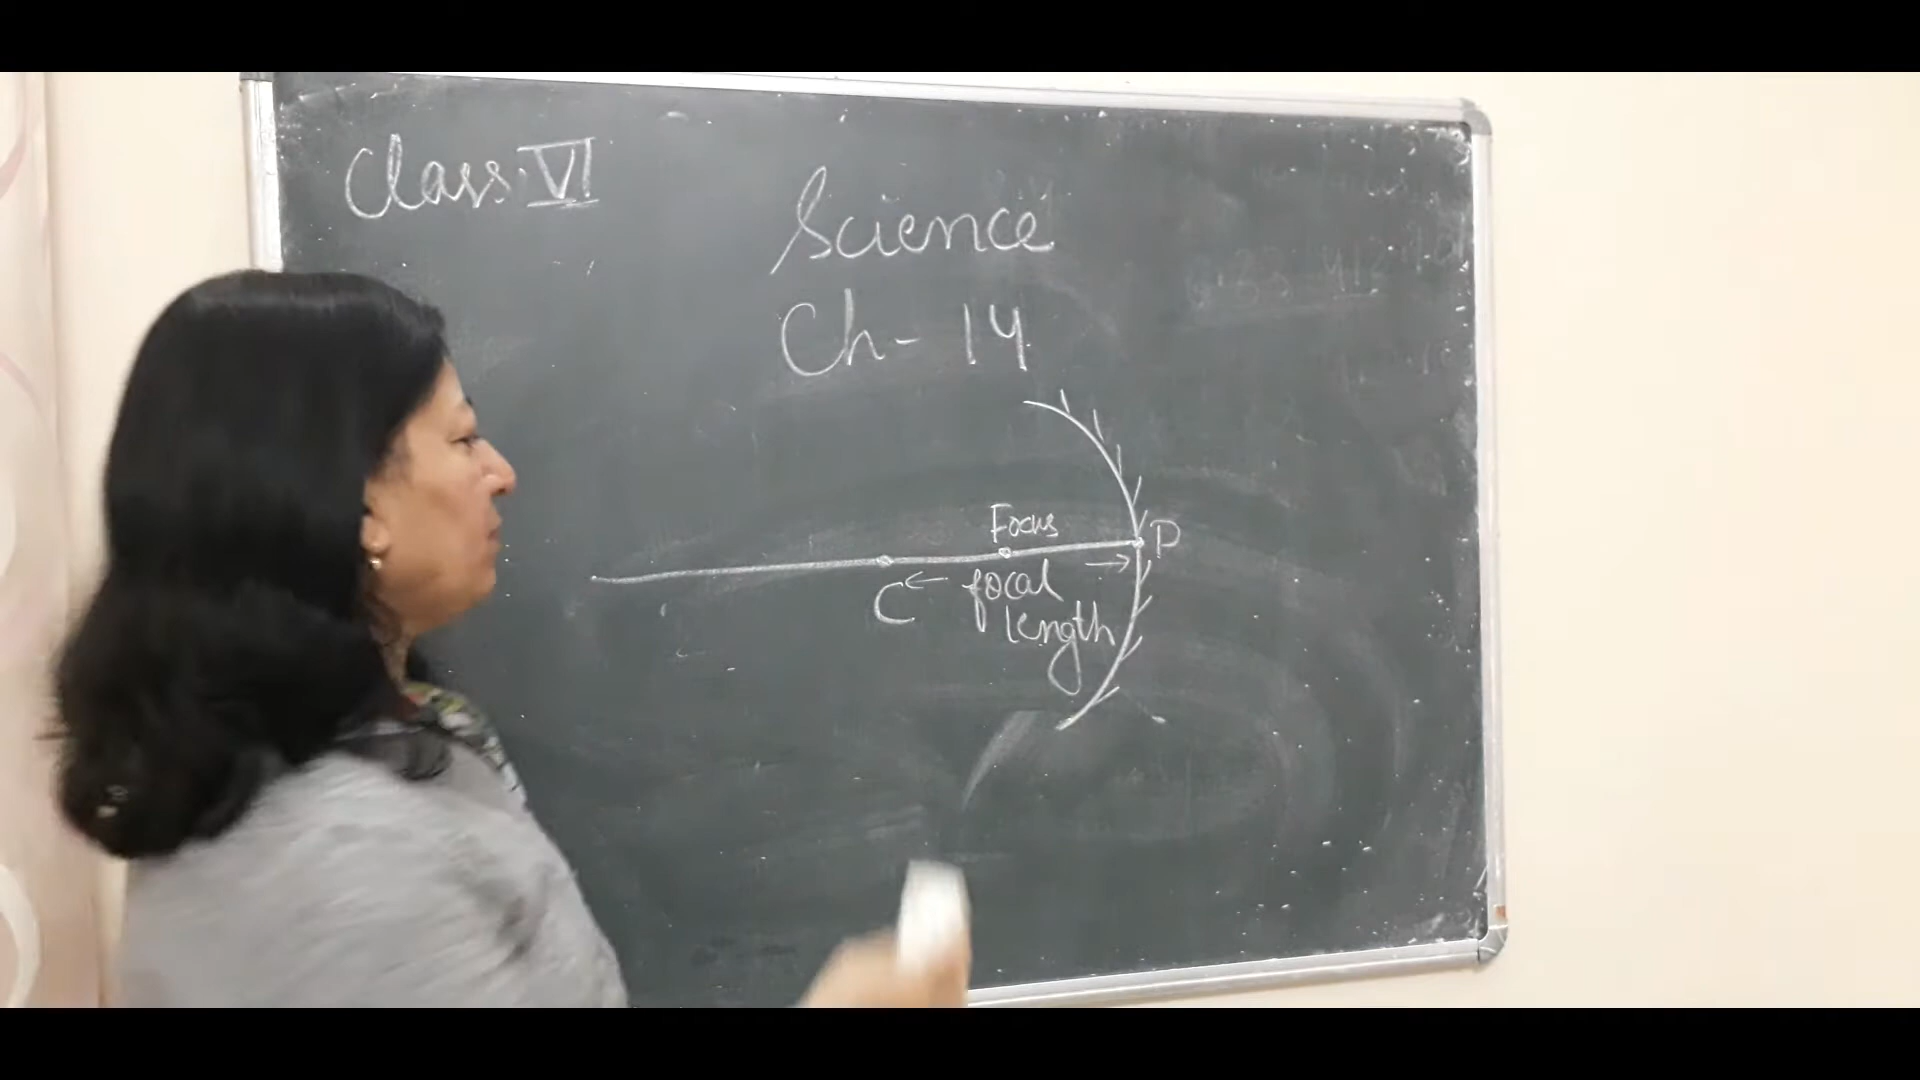 Class: VI
Science
Ch- 14
Focus
P
C ← focal →
length